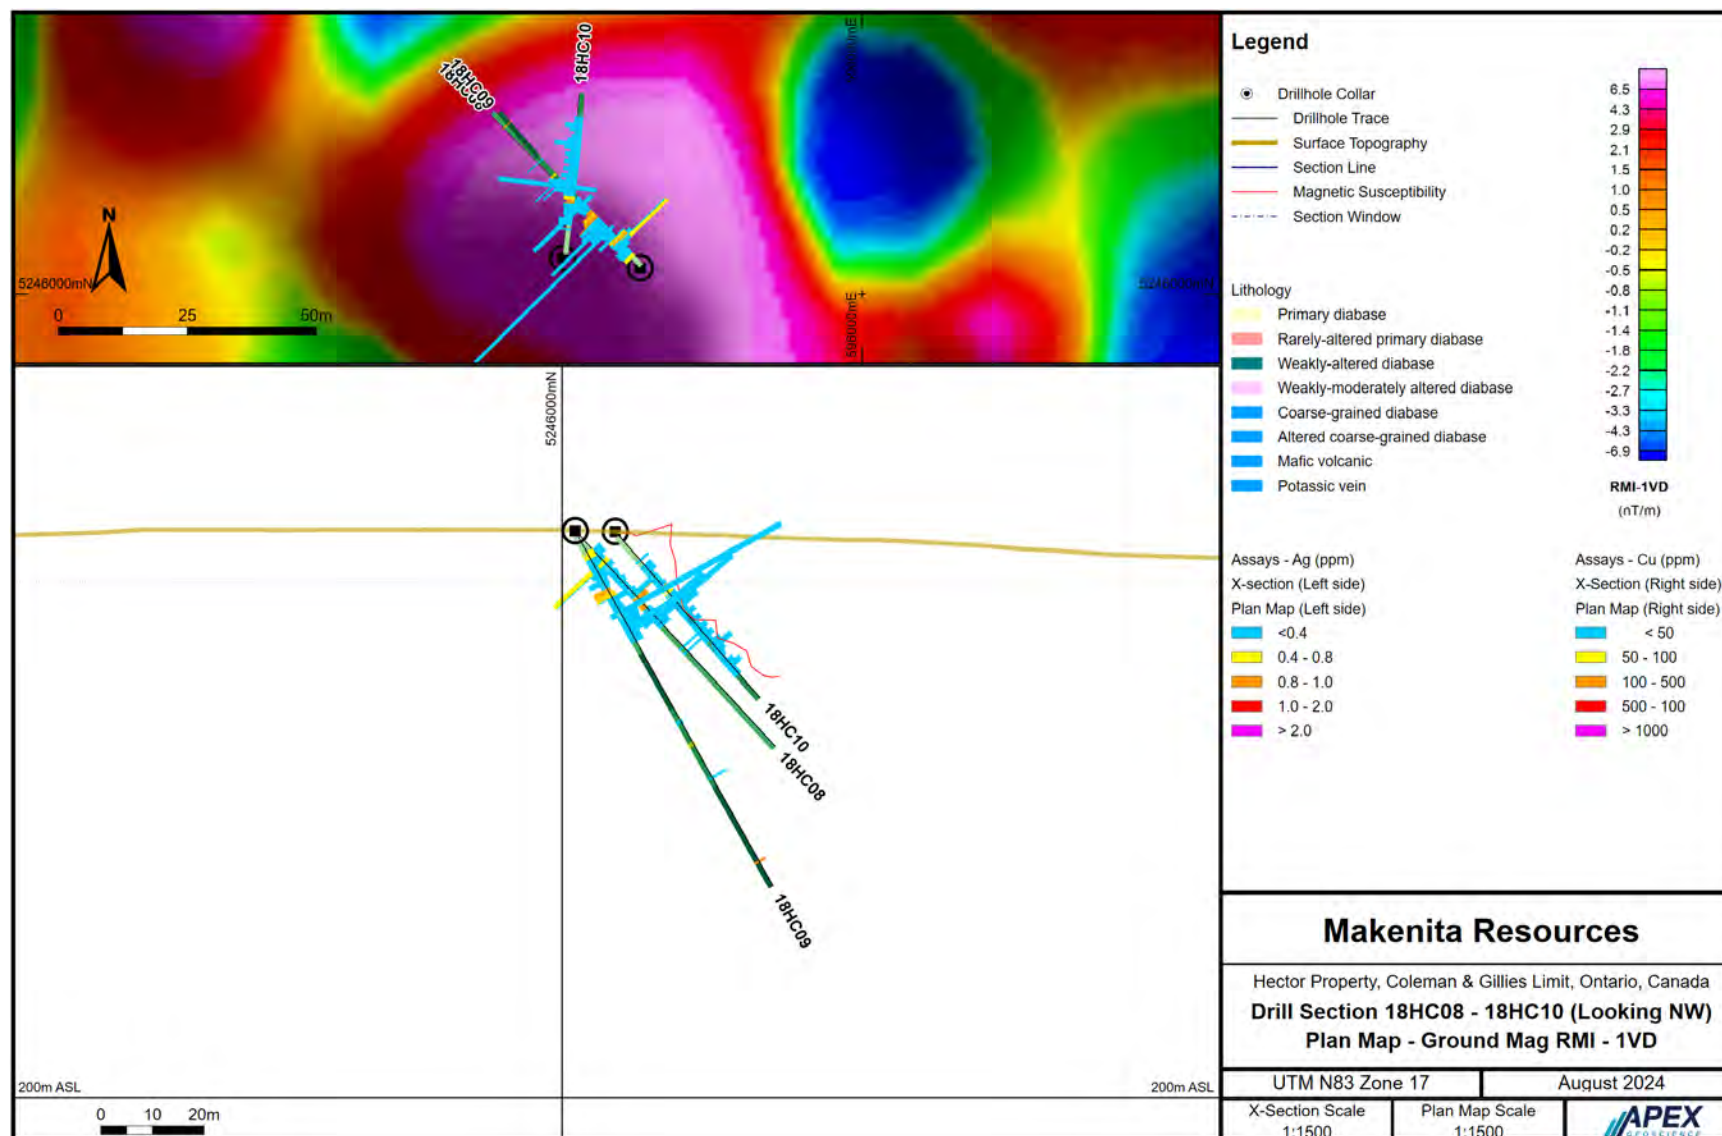 18HC09
18HC08
18HC10
598000mE
N
5246000mN
5246000mN
0 25 50m
598000mE
5246000mN
18HC10
18HC08
18HC09
200m ASL
200m ASL
0 10 20m
Legend
Drillhole Collar
Drillhole Trace
Surface Topography
Section Line
Magnetic Susceptibility
Section Window
Lithology
Primary diabase
Rarely-altered primary diabase
Weakly-altered diabase
Weakly-moderately altered diabase
Coarse-grained diabase
Altered coarse-grained diabase
Mafic volcanic
Potassic vein
6.5
4.3
2.9
2.1
1.5
1.0
0.5
0.2
-0.2
-0.5
-0.8
-1.1
-1.4
-1.8
-2.2
-2.7
-3.3
-4.3
-6.9
RMI-1VD
(nT/m)
Assays - Ag (ppm)
X-section (Left side)
Plan Map (Left side)
<0.4
0.4 - 0.8
0.8 - 1.0
1.0 - 2.0
> 2.0
Assays - Cu (ppm)
X-Section (Right side)
Plan Map (Right side)
< 50
50 - 100
100 - 500
500 - 100
> 1000
Makenita Resources
Hector Property, Coleman & Gillies Limit, Ontario, Canada
Drill Section 18HC08 - 18HC10 (Looking NW)
Plan Map - Ground Mag RMI - 1VD
UTM N83 Zone 17
August 2024
X-Section Scale
1:1500
Plan Map Scale
1:1500
APEX
GEOSCIENCE